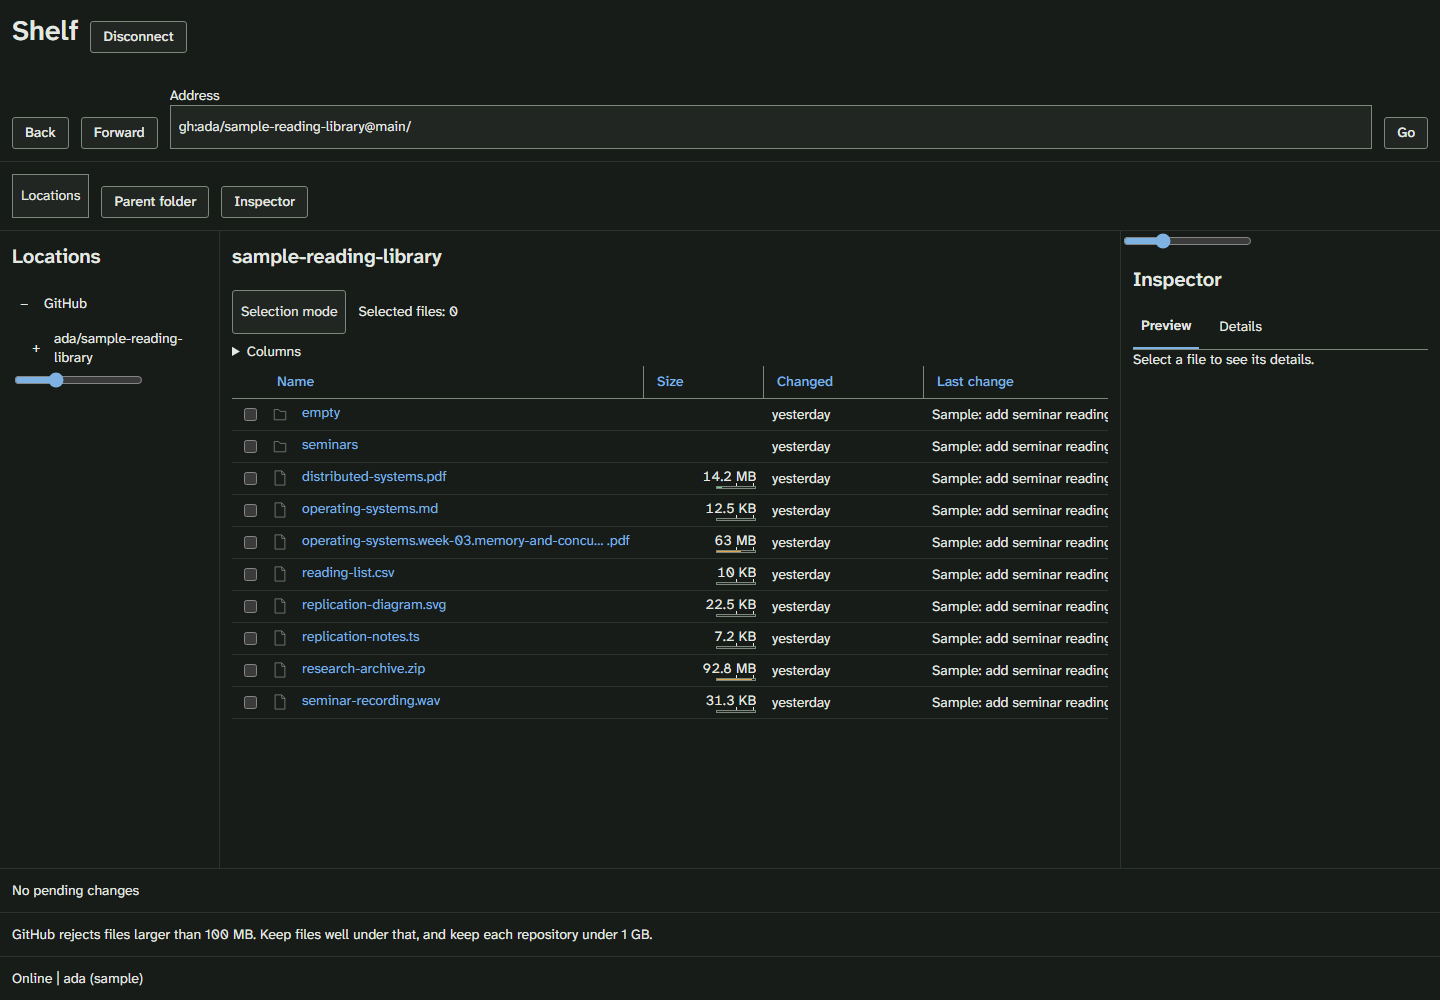 Shelf
Disconnect
Address
Back
Forward
gh:ada/sample-reading-library@main/
Go
Locations
Parent folder
Inspector
Locations
– GitHub
+ ada/sample-reading-
library
sample-reading-library
Selection mode
Selected files: 0
Columns
Name Size Changed Last change
empty yesterday Sample: add seminar reading
seminars yesterday Sample: add seminar reading
distributed-systems.pdf 14.2 MB yesterday Sample: add seminar reading
operating-systems.md 12.5 KB yesterday Sample: add seminar reading
operating-systems.week-03.memory-and-concu... .pdf 63 MB yesterday Sample: add seminar reading
reading-list.csv 10 KB yesterday Sample: add seminar reading
replication-diagram.svg 22.5 KB yesterday Sample: add seminar reading
replication-notes.ts 7.2 KB yesterday Sample: add seminar reading
research-archive.zip 92.8 MB yesterday Sample: add seminar reading
seminar-recording.wav 31.3 KB yesterday Sample: add seminar reading
Inspector
Preview
Details
Select a file to see its details.
No pending changes
GitHub rejects files larger than 100 MB. Keep files well under that, and keep each repository under 1 GB.
Online | ada (sample)